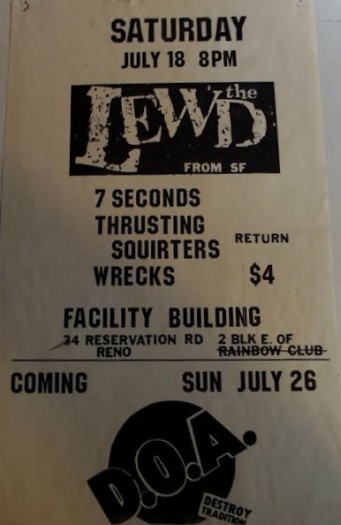 SATURDAY
JULY 18 8PM
the
LEWD
FROM SF
7 SECONDS
THRUSTING
SQUIRTERS
RETURN
WRECKS $4
FACILITY BUILDING
34 RESERVATION RD 2 BLK E. OF
RENO RAINBOW CLUB
COMING SUN JULY 26
D.O.A.
DESTROY
TRADITION